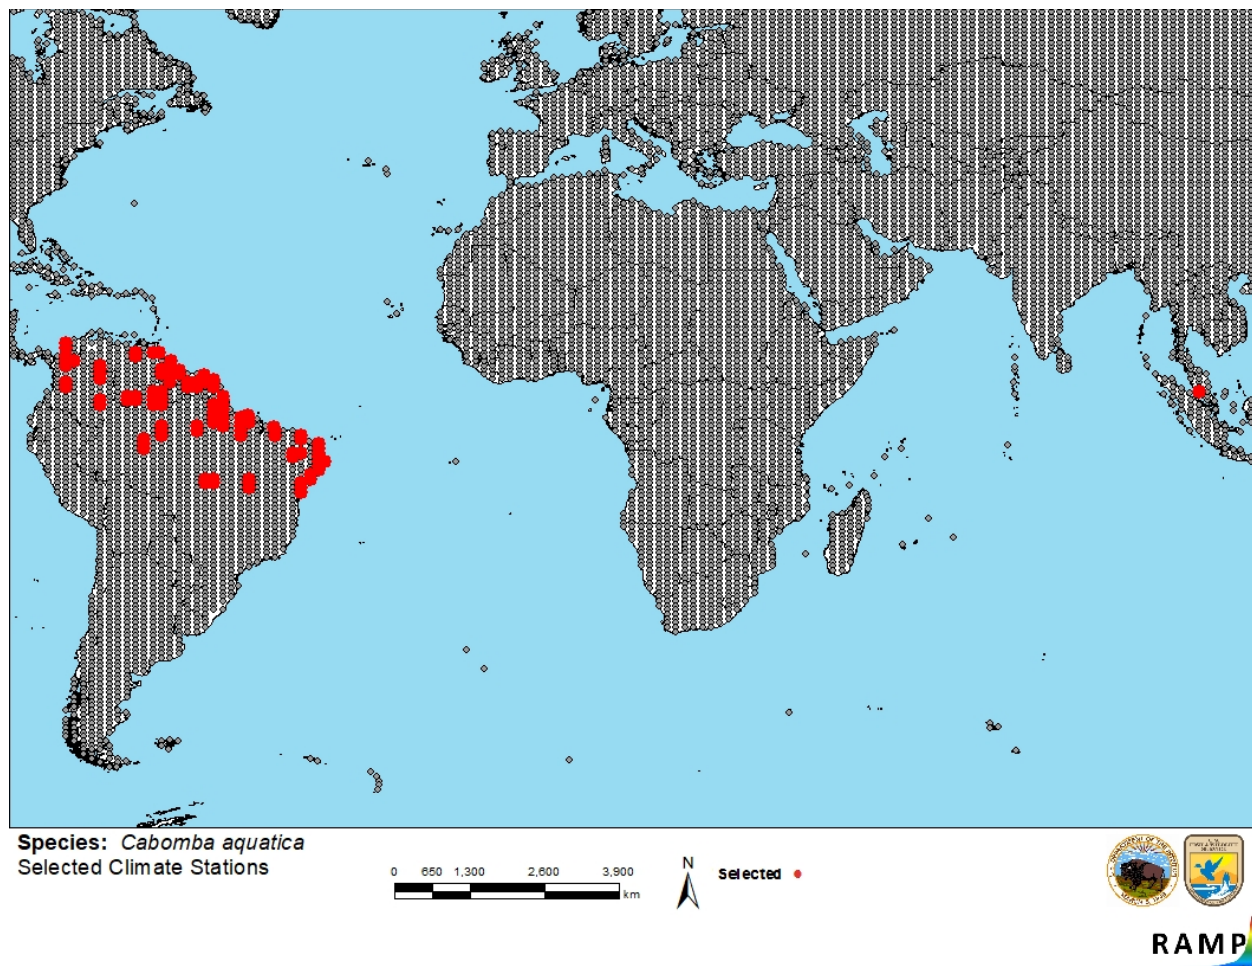 Species: Cabomba aquatica
Selected Climate Stations
0 650 1,300 2,600 3,900
km
N
Selected
RAMP